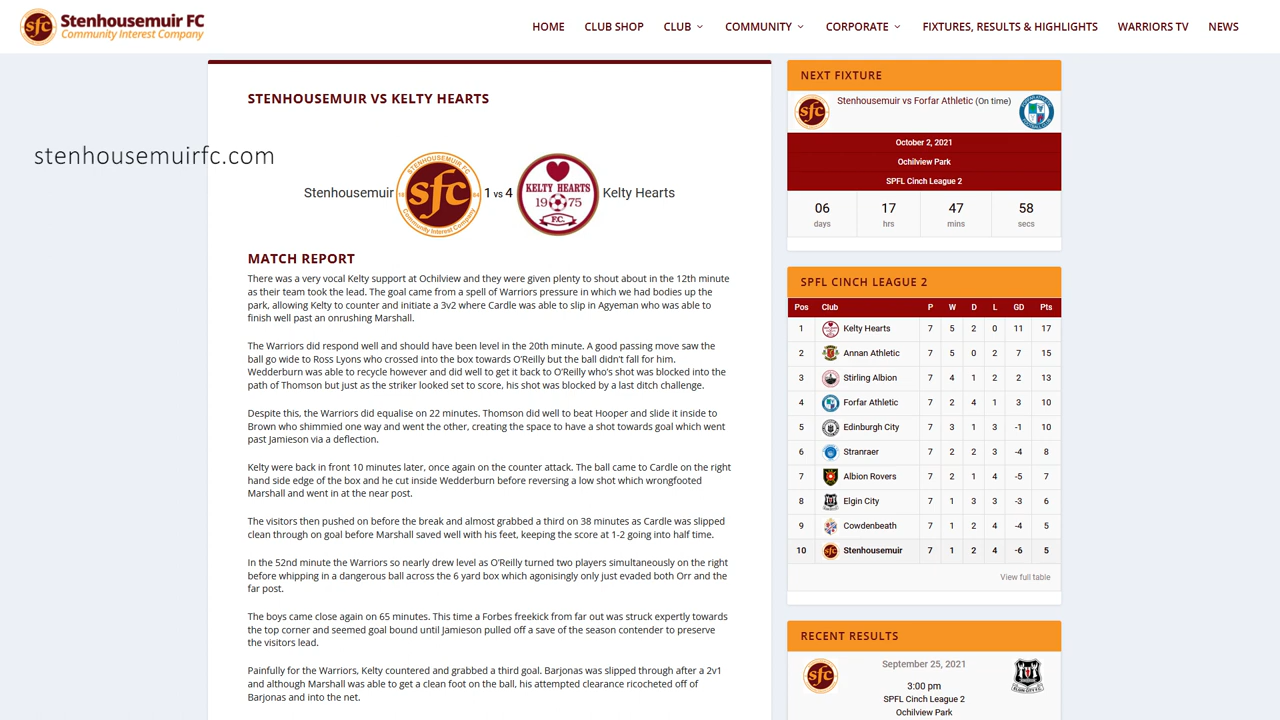 Stenhousemuir FC
Community Interest Company
HOME CLUB SHOP CLUB COMMUNITY CORPORATE FIXTURES, RESULTS & HIGHLIGHTS WARRIORS TV NEWS
STENHOUSEMUIR VS KELTY HEARTS
stenhousemuirfc.com
Stenhousemuir
STENHOUSEMUIR FC
sfc
Community Interest Company
1 vs 4
KELTY HEARTS
1975
F.C.
Kelty Hearts
MATCH REPORT
There was a very vocal Kelty support at Ochilview and they were given plenty to shout about in the 12th minute
as their team took the lead. The goal came from a spell of Warriors pressure in which we had bodies up the
park, allowing Kelty to counter and initiate a 3v2 where Cardle was able to slip in Agyeman who was able to
finish well past an onrushing Marshall.
The Warriors did respond well and should have been level in the 20th minute. A good passing move saw the
ball go wide to Ross Lyons who crossed into the box towards O'Reilly but the ball didn't fall for him.
Wedderburn was able to recycle however and did well to get it back to O'Reilly who's shot was blocked into the
path of Thomson but just as the striker looked set to score, his shot was blocked by a last ditch challenge.
Despite this, the Warriors did equalise on 22 minutes. Thomson did well to beat Hooper and slide it inside to
Brown who shimmied one way and went the other, creating the space to have a shot towards goal which went
past Jamieson via a deflection.
Kelty were back in front 10 minutes later, once again on the counter attack. The ball came to Cardle on the right
hand side edge of the box and he cut inside Wedderburn before reversing a low shot which wrongfooted
Marshall and went in at the near post.
The visitors then pushed on before the break and almost grabbed a third on 38 minutes as Cardle was slipped
clean through on goal before Marshall saved well with his feet, keeping the score at 1-2 going into half time.
In the 52nd minute the Warriors so nearly drew level as O'Reilly turned two players simultaneously on the right
before whipping in a dangerous ball across the 6 yard box which agonisingly only just evaded both Orr and the
far post.
The boys came close again on 65 minutes. This time a Forbes freekick from far out was struck expertly towards
the top corner and seemed goal bound until Jamieson pulled off a save of the season contender to preserve
the visitors lead.
Painfully for the Warriors, Kelty countered and grabbed a third goal. Barjonas was slipped through after a 2v1
and although Marshall was able to get a clean foot on the ball, his attempted clearance ricocheted off of
Barjonas and into the net.
NEXT FIXTURE
Stenhousemuir vs Forfar Athletic (On time)
October 2, 2021
Ochilview Park
SPFL Cinch League 2
06 17 47 58
days hrs mins secs
SPFL CINCH LEAGUE 2
Pos Club P W D L GD Pts
1 Kelty Hearts 7 5 2 0 11 17
2 Annan Athletic 7 5 0 2 7 15
3 Stirling Albion 7 4 1 2 2 13
4 Forfar Athletic 7 2 4 1 3 10
5 Edinburgh City 7 3 1 3 -1 10
6 Stranraer 7 2 2 3 -4 8
7 Albion Rovers 7 2 1 4 -5 7
8 Elgin City 7 1 3 3 -3 6
9 Cowdenbeath 7 1 2 4 -4 5
10 Stenhousemuir 7 1 2 4 -6 5
View full table
RECENT RESULTS
September 25, 2021
3:00 pm
SPFL Cinch League 2
Ochilview Park